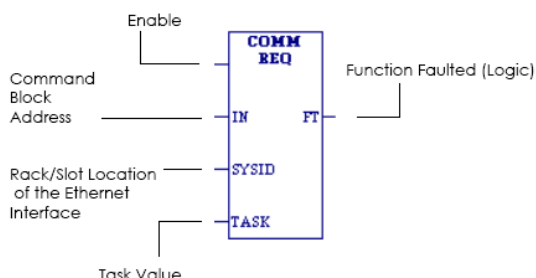 Enable
COMM
REQ
Function Faulted (Logic)
Command
Block
Address
IN
FT
Rack/Slot Location
of the Ethernet
Interface
SYSID
TASK
Task Value